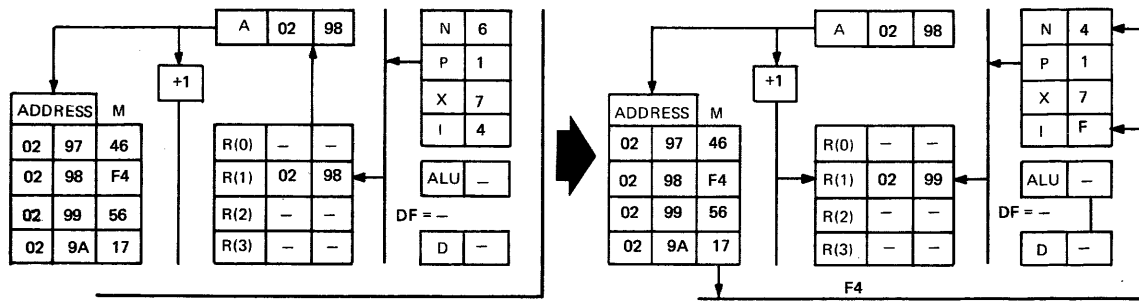 A 02 98
+1
ADDRESS M
02 97 46
02 98 F4
02 99 56
02 9A 17
R(0) – –
R(1) 02 98
R(2) – –
R(3) – –
N 6
P 1
X 7
I 4
ALU –
DF = –
D –
A 02 98
+1
ADDRESS M
02 97 46
02 98 F4
02 99 56
02 9A 17
R(0) – –
R(1) 02 99
R(2) – –
R(3) – –
N 4
P 1
X 7
I F
ALU –
DF = –
D –
F4